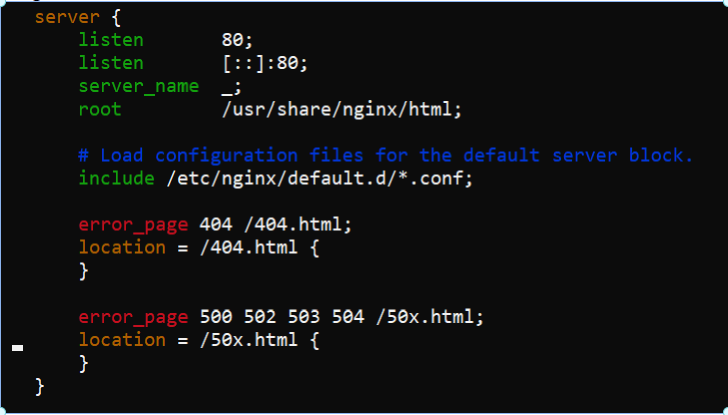 server {
    listen       80;
    listen       [::]:80;
    server_name  _;
    root         /usr/share/nginx/html;

    # Load configuration files for the default server block.
    include /etc/nginx/default.d/*.conf;

    error_page 404 /404.html;
    location = /404.html {
    }

    error_page 500 502 503 504 /50x.html;
    location = /50x.html {
    }
}